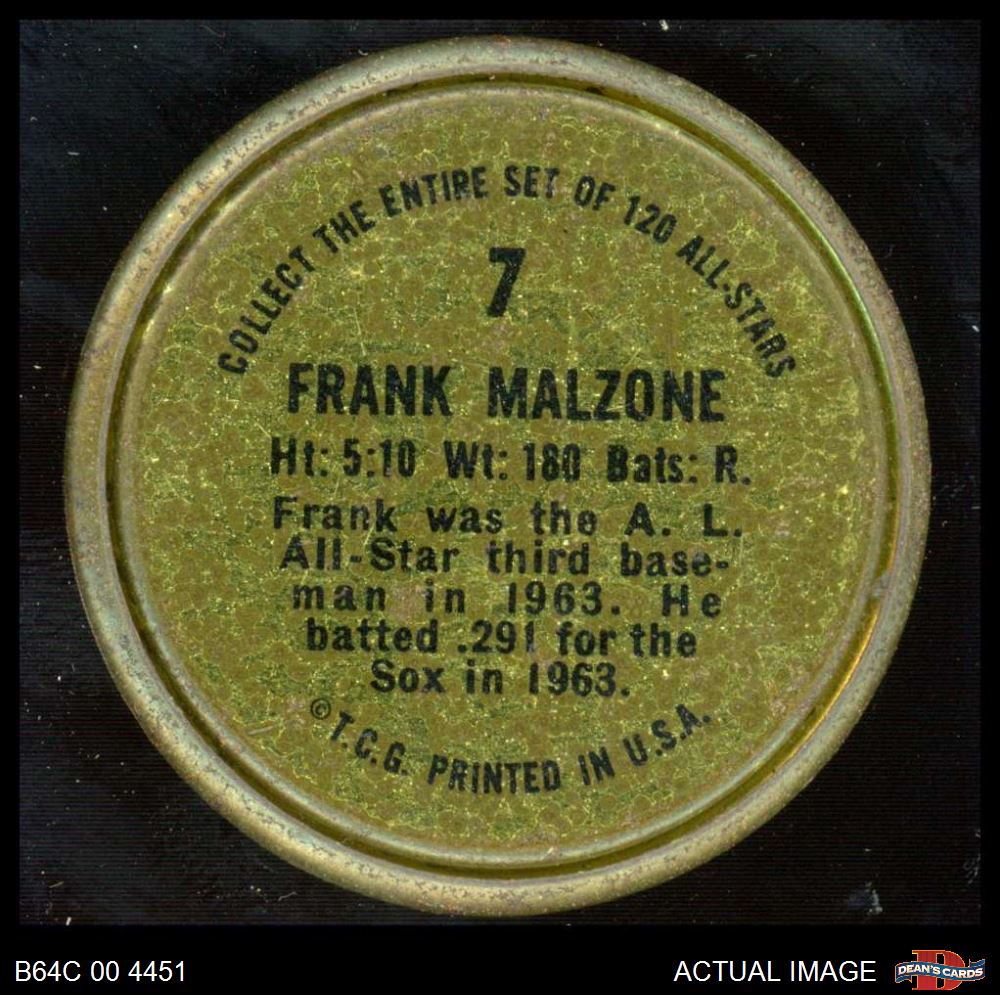 COLLECT THE ENTIRE SET OF 120 ALL-STARS
7
FRANK MALZONE
Ht: 5:10 Wt: 180 Bats: R.
Frank was the A. L.
All-Star third base-
man in 1963. He
batted .291 for the
Sox in 1963.
© T.C.G. PRINTED IN U.S.A.
B64C 00 4451
ACTUAL IMAGE
D
DEAN'S CARDS